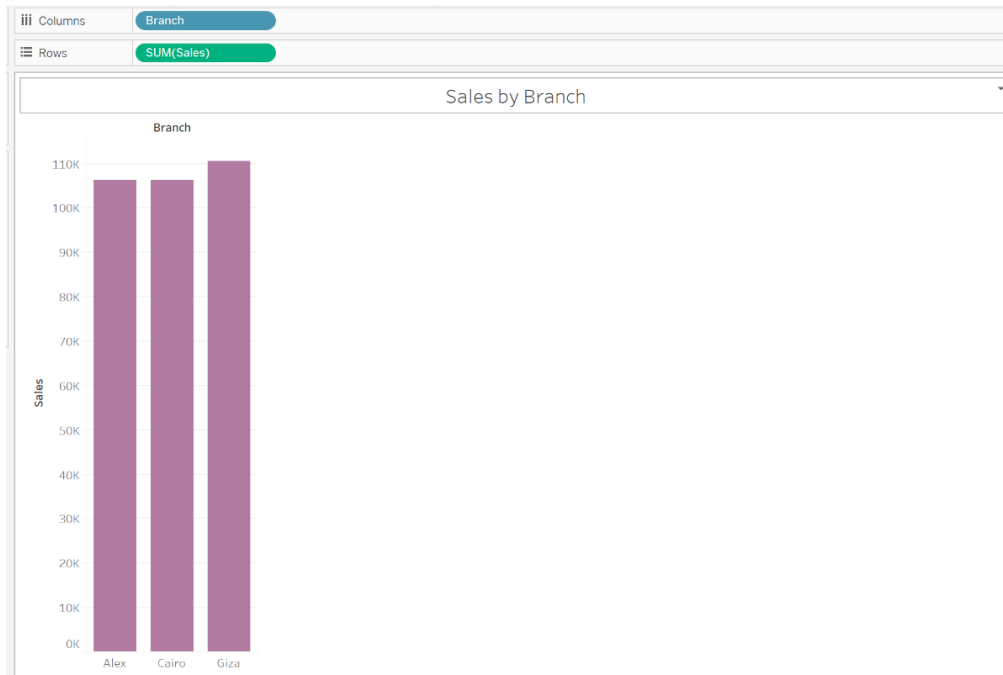 Columns Branch
Rows SUM(Sales)
Sales by Branch
Branch
110K
100K
90K
80K
70K
60K
50K
40K
30K
20K
10K
0K
Sales
Alex Cairo Giza